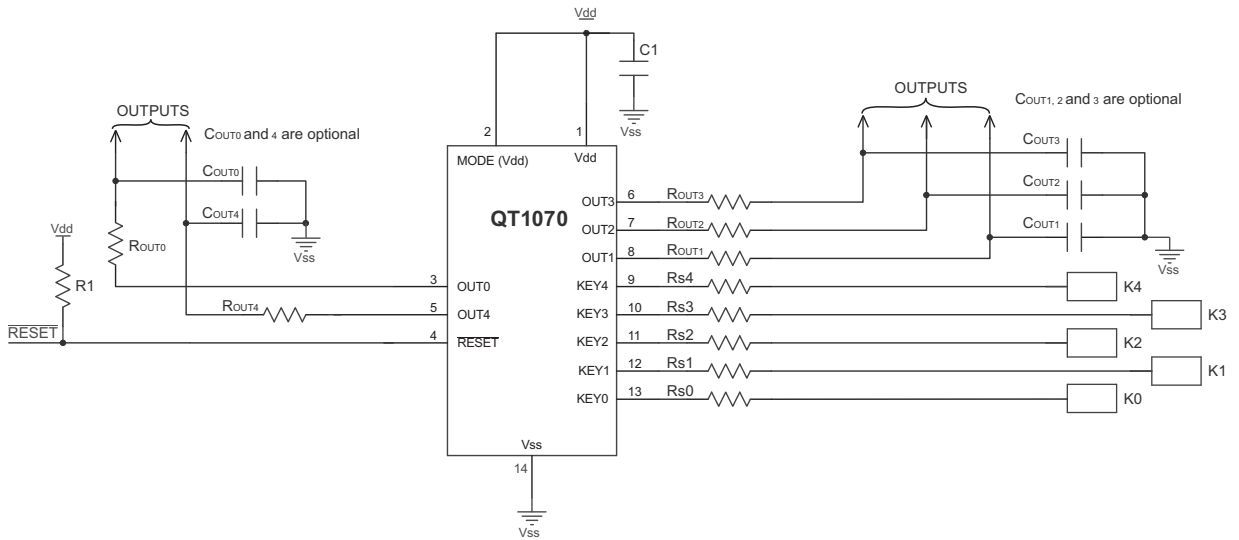 Vdd
C1
Vss
OUTPUTS
COUT0 and 4 are optional
COUT0
COUT4
Vss
ROUT0
Vdd
R1
ROUT4
RESET
2
1
MODE (Vdd)
Vdd
QT1070
3
OUT0
5
OUT4
4
RESET
OUT3
6
ROUT3
OUT2
7
ROUT2
OUT1
8
ROUT1
KEY4
9
Rs4
K4
KEY3
10
Rs3
K3
KEY2
11
Rs2
K2
KEY1
12
Rs1
K1
KEY0
13
Rs0
K0
OUTPUTS
COUT1, 2 and 3 are optional
COUT3
COUT2
COUT1
Vss
Vss
14
Vss